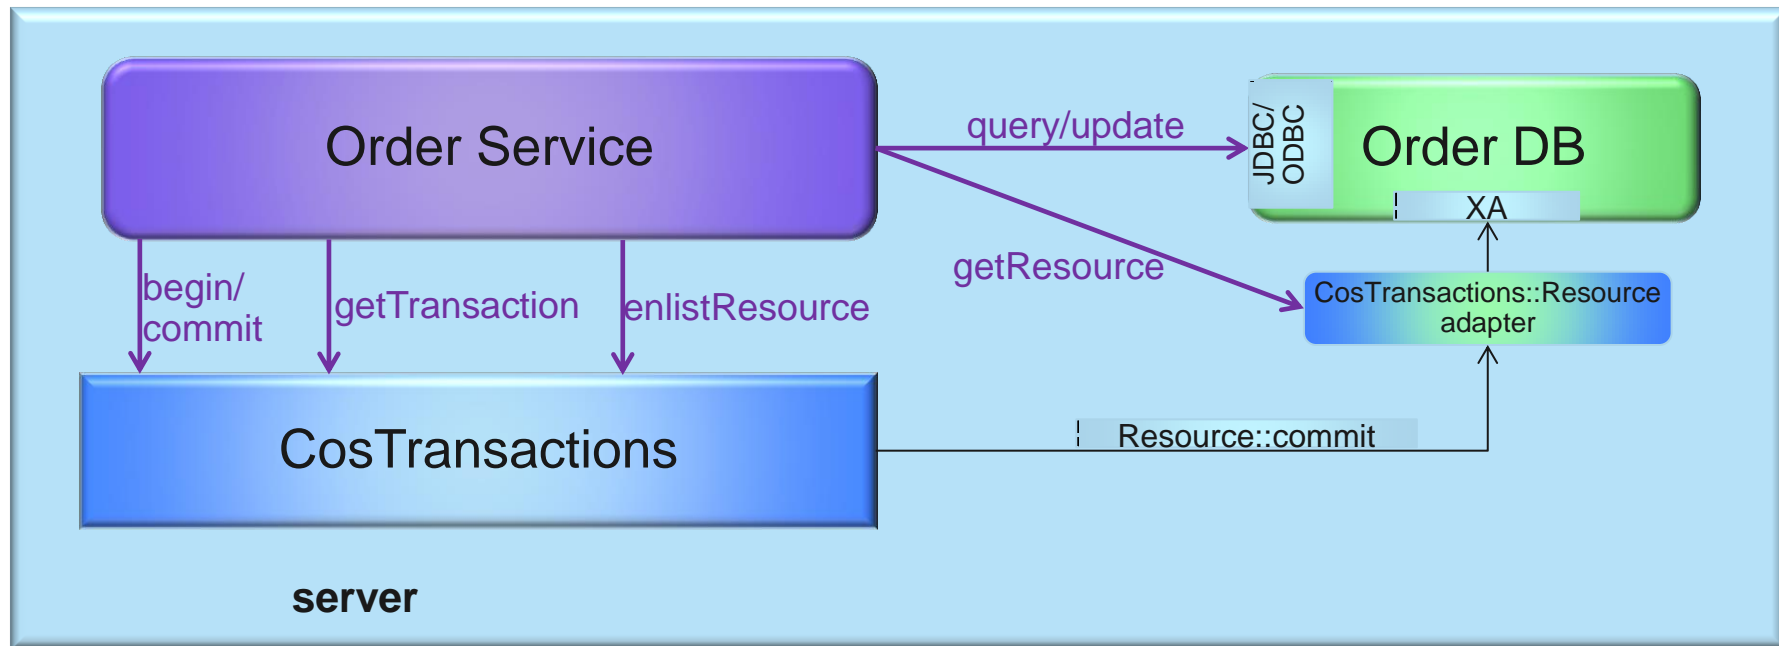 Order Service
query/update
JDBC/
ODBC
Order DB
XA
getResource
CosTransactions::Resource
adapter
begin/
commit
getTransaction
enlistResource
CosTransactions
Resource::commit
server